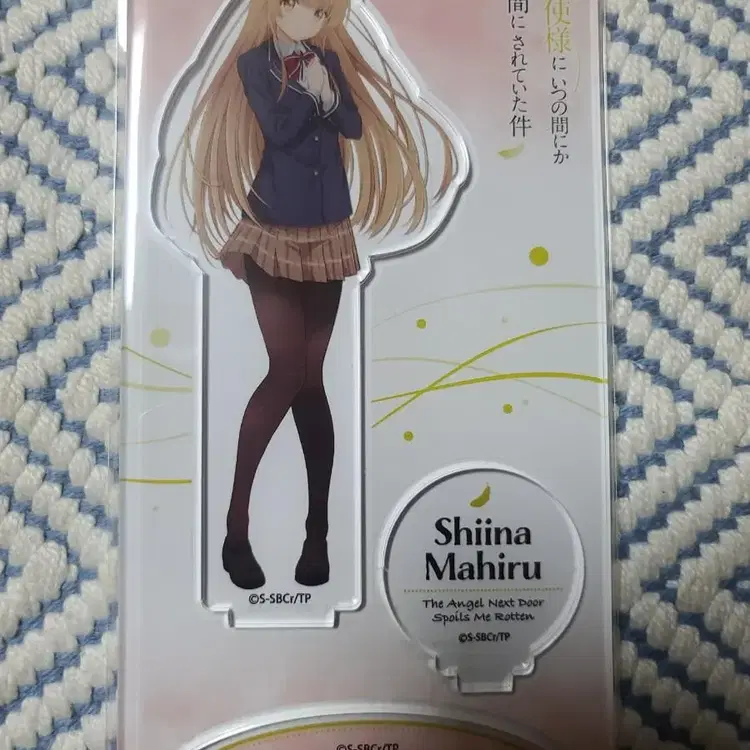 使様にいつの間にか
間にされていた件
©S-SBCr/TP
Shiina
Mahiru
The Angel Next Door
Spoils Me Rotten
©S-SBCr/TP
©S-SBCr/TP